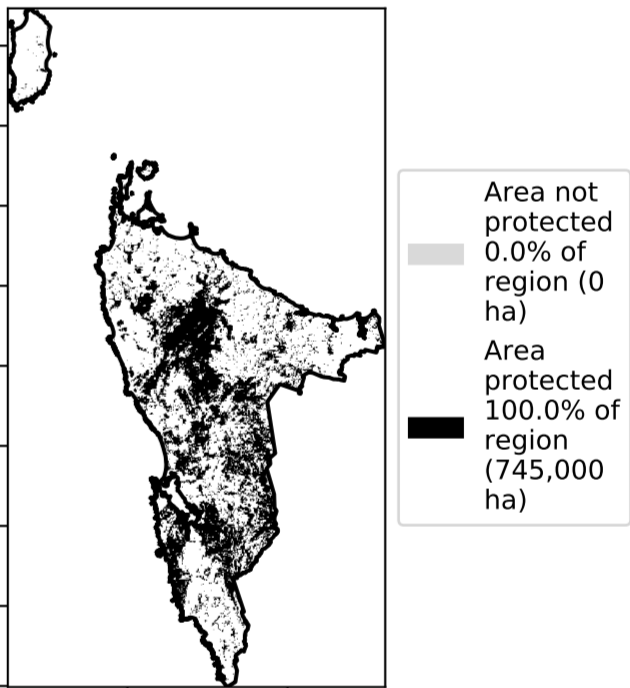 Area not
protected
0.0% of
region (0
ha)
Area
protected
100.0% of
region
(745,000
ha)